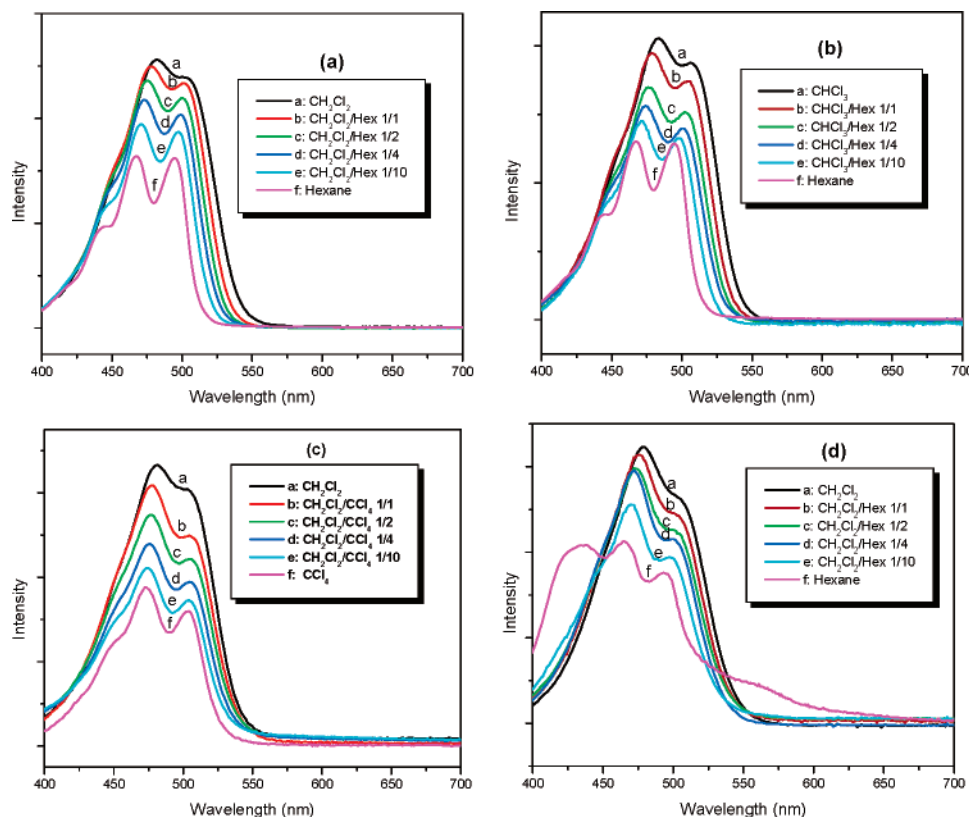 (a)
a: CH₂Cl₂
b: CH₂Cl₂/Hex 1/1
c: CH₂Cl₂/Hex 1/2
d: CH₂Cl₂/Hex 1/4
e: CH₂Cl₂/Hex 1/10
f: Hexane
a
b
c
d
e
f
Intensity
400 450 500 550 600 650 700
Wavelength (nm)
(b)
a: CHCl₃
b: CHCl₃/Hex 1/1
c: CHCl₃/Hex 1/2
d: CHCl₃/Hex 1/4
e: CHCl₃/Hex 1/10
f: Hexane
a
b
c
d
e
f
Intensity
400 450 500 550 600 650 700
Wavelength (nm)
(c)
a: CH₂Cl₂
b: CH₂Cl₂/CCl₄ 1/1
c: CH₂Cl₂/CCl₄ 1/2
d: CH₂Cl₂/CCl₄ 1/4
e: CH₂Cl₂/CCl₄ 1/10
f: CCl₄
a
b
c
d
e
f
Intensity
400 450 500 550 600 650 700
Wavelength (nm)
(d)
a: CH₂Cl₂
b: CH₂Cl₂/Hex 1/1
c: CH₂Cl₂/Hex 1/2
d: CH₂Cl₂/Hex 1/4
e: CH₂Cl₂/Hex 1/10
f: Hexane
a
b
c
d
e
f
Intensity
400 450 500 550 600 650 700
Wavelength (nm)